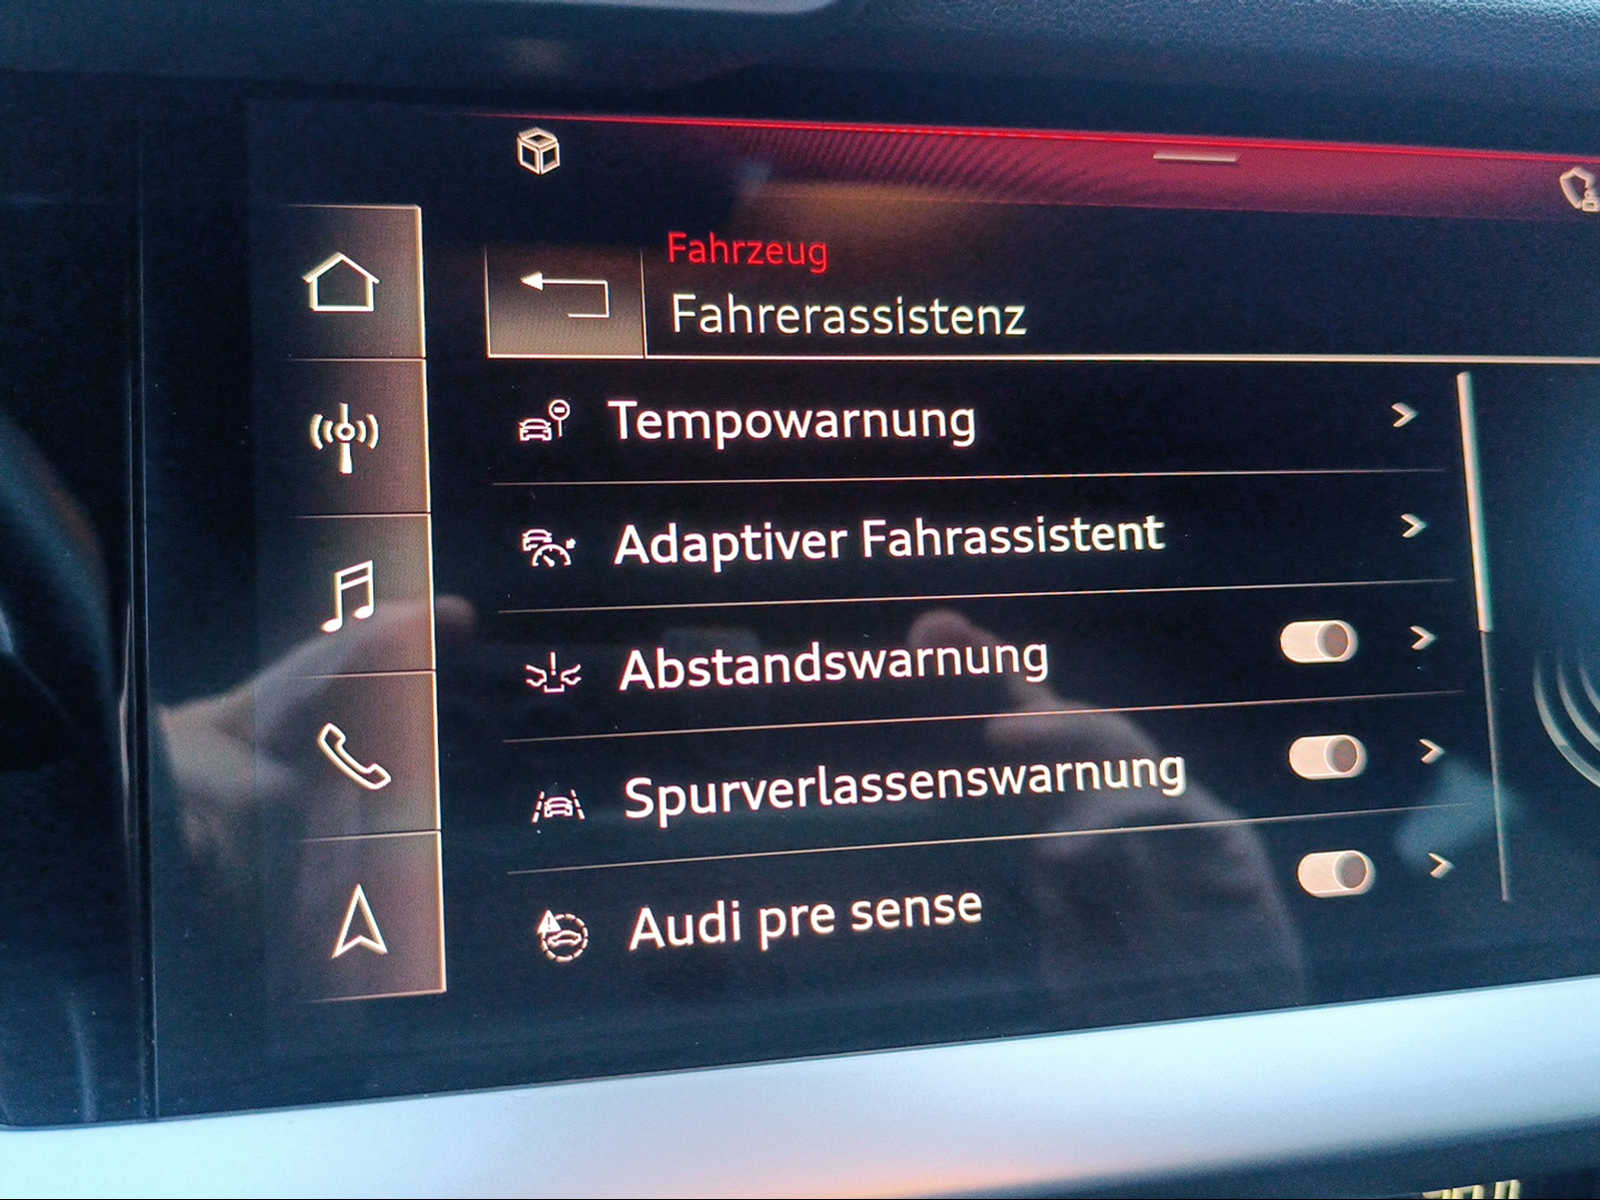 Fahrzeug
Fahrerassistenz
Tempowarnung
Adaptiver Fahrassistent
Abstandswarnung
Spurverlassenswarnung
Audi pre sense